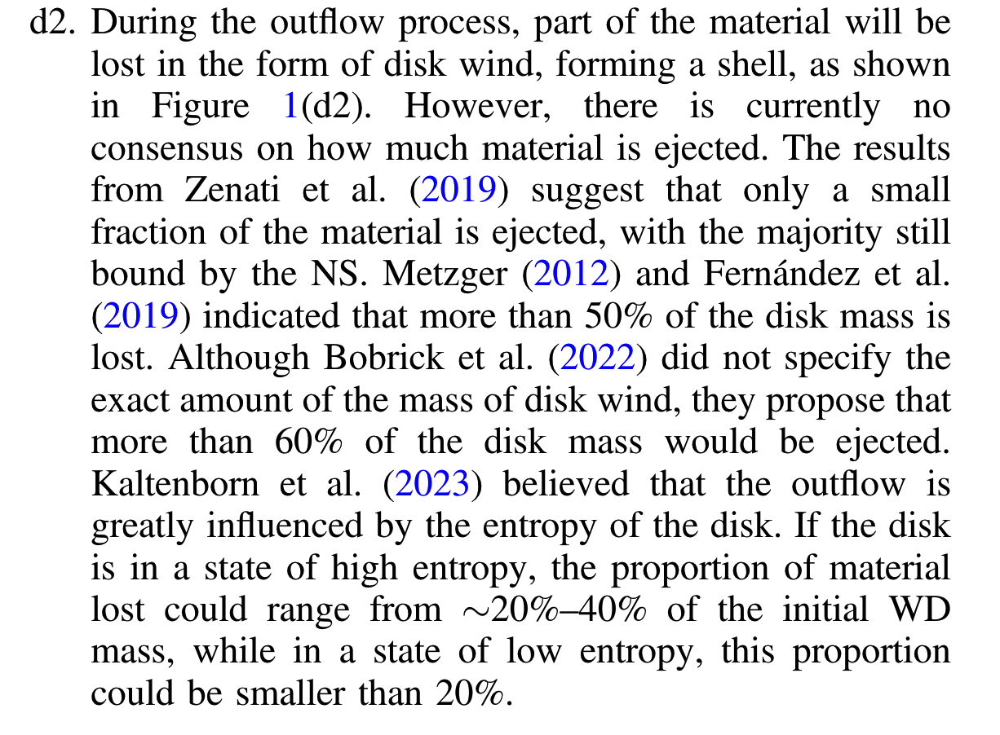 d2. During the outflow process, part of the material will be
lost in the form of disk wind, forming a shell, as shown
in Figure 1(d2). However, there is currently no
consensus on how much material is ejected. The results
from Zenati et al. (2019) suggest that only a small
fraction of the material is ejected, with the majority still
bound by the NS. Metzger (2012) and Fernández et al.
(2019) indicated that more than 50% of the disk mass is
lost. Although Bobrick et al. (2022) did not specify the
exact amount of the mass of disk wind, they propose that
more than 60% of the disk mass would be ejected.
Kaltenborn et al. (2023) believed that the outflow is
greatly influenced by the entropy of the disk. If the disk
is in a state of high entropy, the proportion of material
lost could range from ∼20%–40% of the initial WD
mass, while in a state of low entropy, this proportion
could be smaller than 20%.